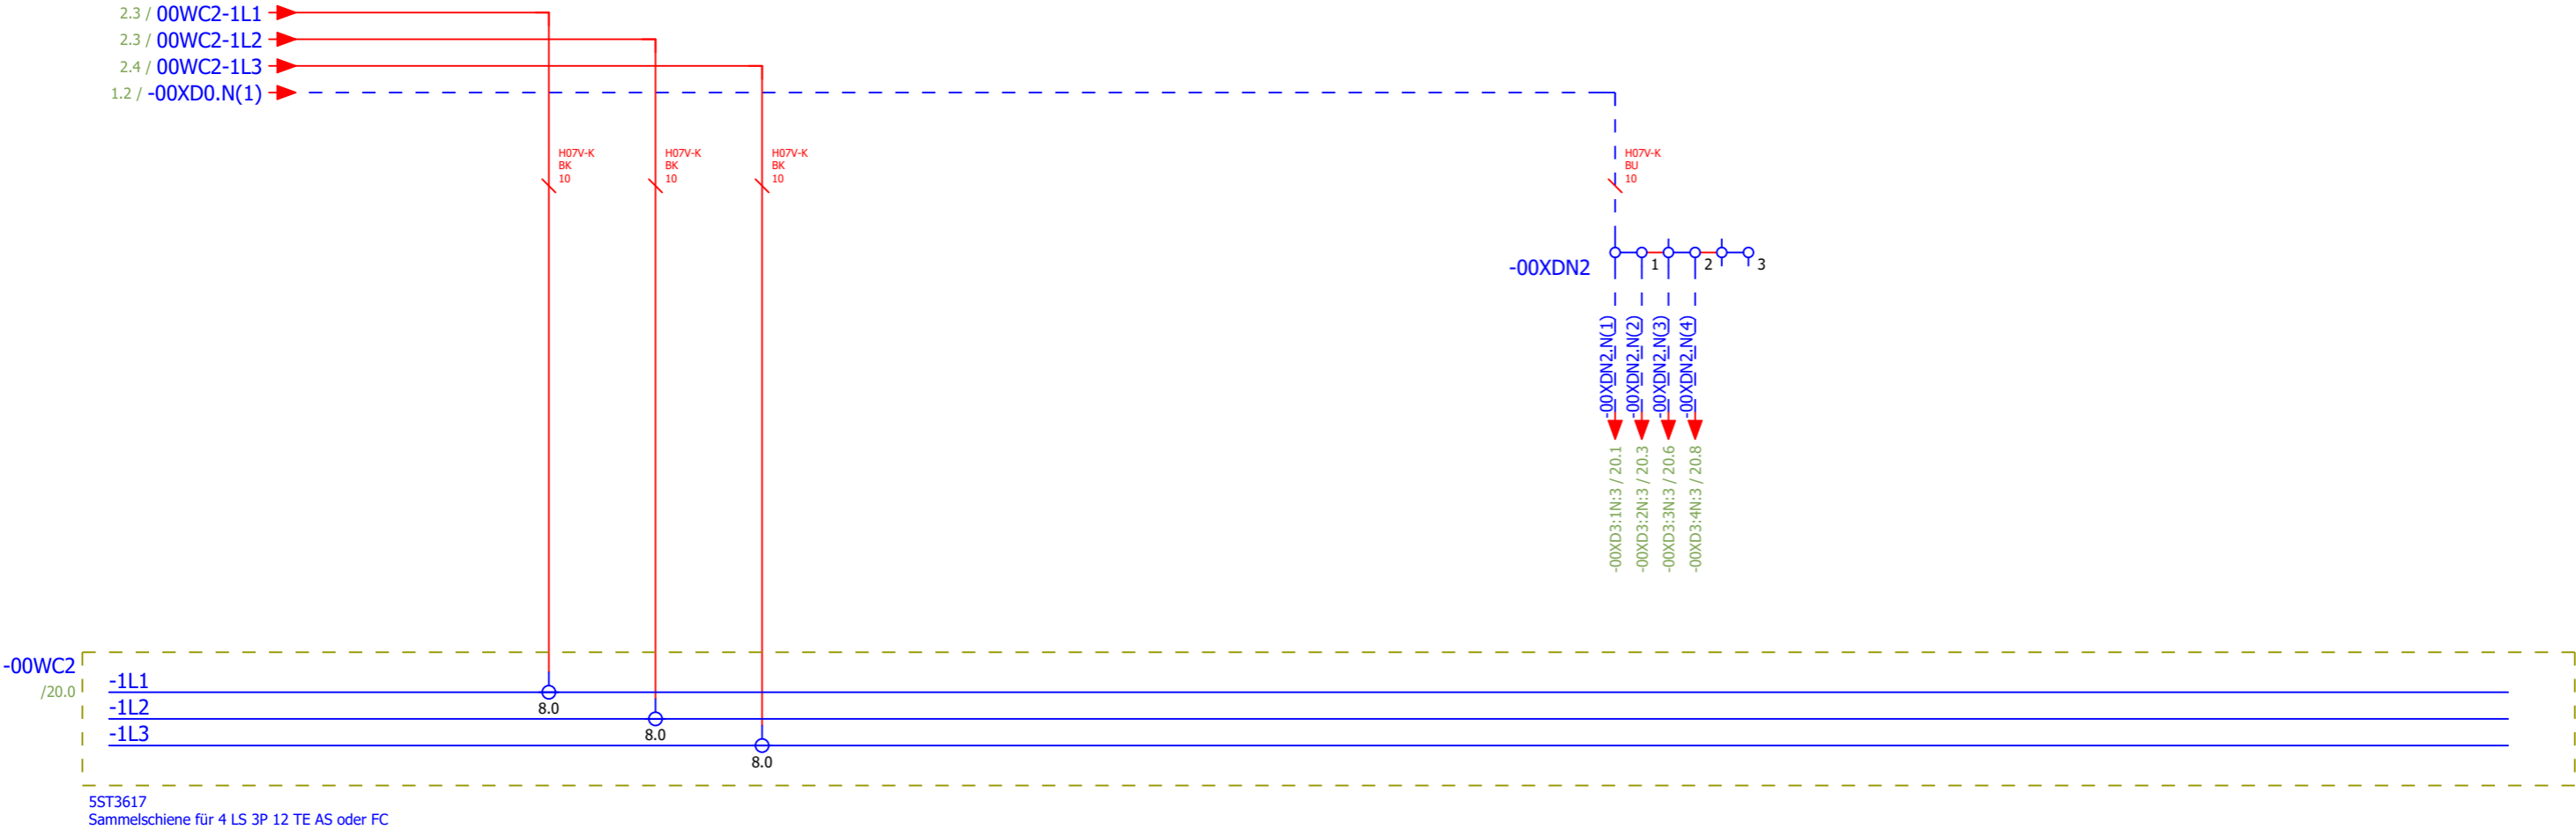 2.3 / 00WC2-1L1
2.3 / 00WC2-1L2
2.4 / 00WC2-1L3
1.2 / -00XD0.N(1)
H07V-K
BK
10
H07V-K
BK
10
H07V-K
BK
10
H07V-K
BU
10
-00XDN2
1
2
3
-00XDN2.N(1)
-00XDN2.N(2)
-00XDN2.N(3)
-00XDN2.N(4)
-00XD3:1N:3 / 20.1
-00XD3:2N:3 / 20.3
-00XD3:3N:3 / 20.6
-00XD3:4N:3 / 20.8
-00WC2
/20.0
-1L1
-1L2
-1L3
8.0
8.0
8.0
5ST3617
Sammelschiene für 4 LS 3P 12 TE AS oder FC